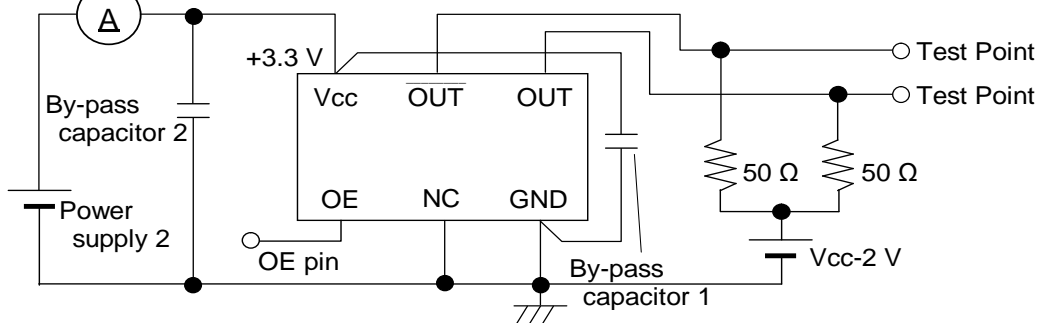 A
+3.3 V
Vcc
OUT
OUT
Test Point
Test Point
By-pass
capacitor 2
50 Ω
50 Ω
OE
NC
GND
Power
supply 2
OE pin
By-pass
capacitor 1
Vcc-2 V